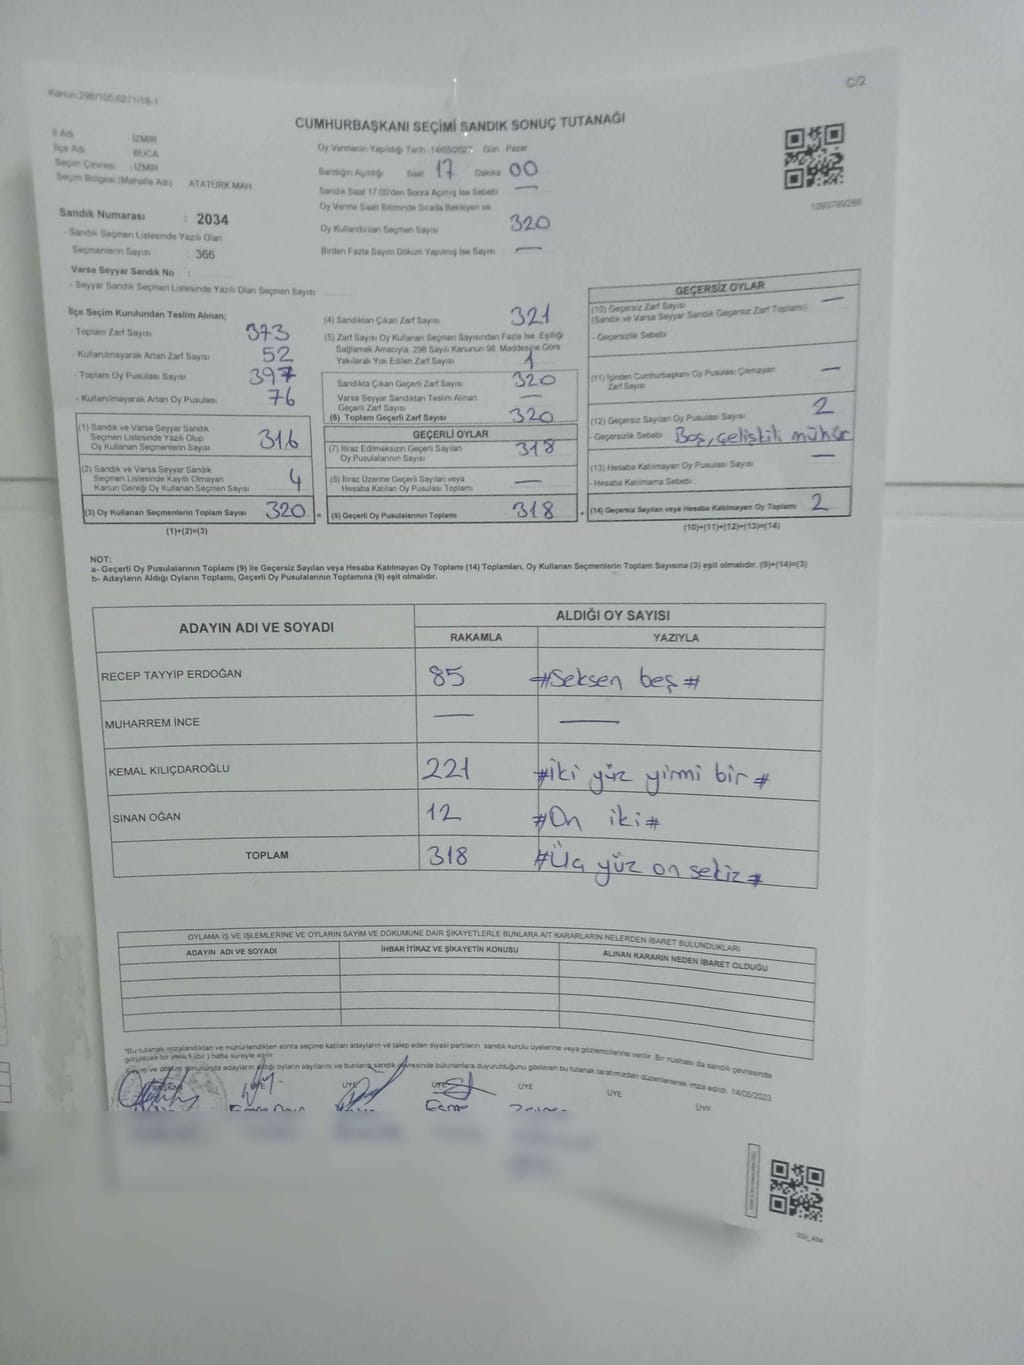 Kanun:298/105;6271/18-1
C/2
CUMHURBAŞKANI SEÇİMİ SANDIK SONUÇ TUTANAĞI
İl Adı İZMİR
İlçe Adı BUCA
Seçim Çevresi : İZMİR
Seçim Bölgesi (Mahalle Adı) ATATÜRK MAH.
Oy Vermenin Yapıldığı Tarih :14/05/2023 Gün : Pazar
Sandığın Açıldığı Saat 17 Dakika 00
Sandık Saat 17.00'den Sonra Açılmış İse Sebebi —
Oy Verme Saati Bitiminde Sırada Bekleyen ve
Oy Kullandırılan Seçmen Sayısı 320
Birden Fazla Sayım Döküm Yapılmış İse Sayısı —
1093789288
Sandık Numarası : 2034
- Sandık Seçmen Listesinde Yazılı Olan
Seçmenlerin Sayısı : 366
Varsa Seyyar Sandık No :
- Seyyar Sandık Seçmen Listesinde Yazılı Olan Seçmen Sayısı
İlçe Seçim Kurulundan Teslim Alınan;
- Toplam Zarf Sayısı 373
- Kullanılmayarak Artan Zarf Sayısı 52
- Toplam Oy Pusulası Sayısı 397
- Kullanılmayarak Artan Oy Pusulası 76
(1) Sandık ve Varsa Seyyar Sandık
Seçmen Listesinde Yazılı Olup
Oy Kullanan Seçmenlerin Sayısı 316
(2) Sandık ve Varsa Seyyar Sandık
Seçmen Listesinde Kayıtlı Olmayan
Kanun Gereği Oy Kullanan Seçmen Sayısı 4
(3) Oy Kullanan Seçmenlerin Toplam Sayısı 320 =
(1)+(2)=(3)
(4) Sandıktan Çıkan Zarf Sayısı 321
(5) Zarf Sayısı Oy Kullanan Seçmen Sayısından Fazla İse, Eşitliği
Sağlamak Amacıyla, 298 Sayılı Kanunun 98. Maddesine Göre
Yakılarak Yok Edilen Zarf Sayısı 1
Sandıkta Çıkan Geçerli Zarf Sayısı 320
Varsa Seyyar Sandıktan Teslim Alınan
Geçerli Zarf Sayısı —
(6) Toplam Geçerli Zarf Sayısı 320
GEÇERLİ OYLAR
(7) İtiraz Edilmeksizin Geçerli Sayılan
Oy Pusulalarının Sayısı 318
(8) İtiraz Üzerine Geçerli Sayılan veya
Hesaba Katılan Oy Pusulası Toplamı —
(9) Geçerli Oy Pusulalarının Toplamı 318 +
GEÇERSİZ OYLAR
(10) Geçersiz Zarf Sayısı —
(Sandık ve Varsa Seyyar Sandık Geçersiz Zarf Toplamı)
- Geçersizlik Sebebi:
(11) İçinden Cumhurbaşkanı Oy Pusulası Çıkmayan
Zarf Sayısı —
(12) Geçersiz Sayılan Oy Pusulası Sayısı 2
- Geçersizlik Sebebi : Boş, çelişkili mühür
(13) Hesaba Katılmayan Oy Pusulası Sayısı —
- Hesaba Katılmama Sebebi :
(14) Geçersiz Sayılan veya Hesaba Katılmayan Oy Toplamı 2
(10)+(11)+(12)+(13)=(14)
NOT:
a- Geçerli Oy Pusulalarının Toplamı (9) ile Geçersiz Sayılan veya Hesaba Katılmayan Oy Toplamı (14) Toplamları, Oy Kullanan Seçmenlerin Toplam Sayısına (3) eşit olmalıdır. (9)+(14)=(3)
b- Adayların Aldığı Oyların Toplamı, Geçerli Oy Pusulalarının Toplamına (9) eşit olmalıdır.
ADAYIN ADI VE SOYADI
ALDIĞI OY SAYISI
RAKAMLA YAZIYLA
RECEP TAYYİP ERDOĞAN 85 #Seksen beş#
MUHARREM İNCE — —
KEMAL KILIÇDAROĞLU 221 #İki yüz yirmi bir#
SİNAN OĞAN 12 #On iki#
TOPLAM 318 #Üç yüz on sekiz#
OYLAMA İŞ VE İŞLEMLERİNE VE OYLARIN SAYIM VE DÖKÜMÜNE DAİR ŞİKAYETLERLE BUNLARA AİT KARARLARIN NELERDEN İBARET BULUNDUKLARI
ADAYIN ADI VE SOYADI İHBAR İTİRAZ VE ŞİKAYETİN KONUSU ALINAN KARARIN NEDEN İBARET OLDUĞU
"Bu tutanak, imzalandıktan ve mühürlendikten sonra seçime katılan adayların ve talep eden siyasi partilerin sandık kurulu üyelerine veya gözlemcilerine verilir. Bir nüshası da sandık çevresinde
görülecek bir yere 1 (bir) hafta süreyle asılır.
Sayım ve döküm sonucunda adayların aldığı oyların sayılarını ve bunların sandık çevresinde bulunanlara duyurulduğunu gösteren bu tutanak tarafımızdan düzenlenerek imza edildi. 14/05/2023
BAŞKAN ÜYE ÜYE ÜYE ÜYE ÜYE ÜYE